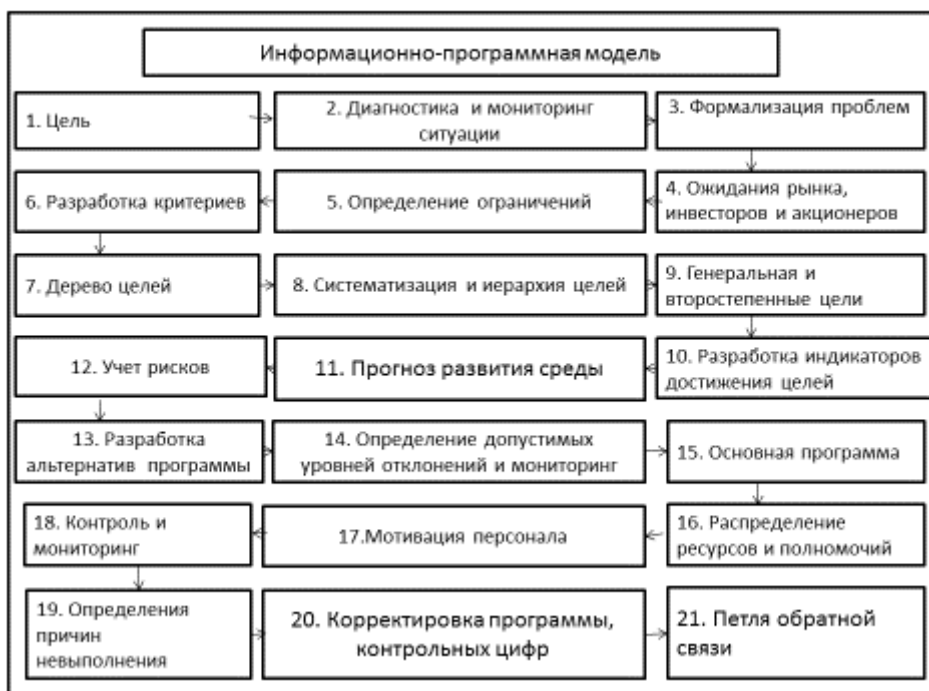 Информационно-программная модель
1. Цель
2. Диагностика и мониторинг
ситуации
3. Формализация проблем
6. Разработка критериев
5. Определение ограничений
4. Ожидания рынка,
инвесторов и акционеров
7. Дерево целей
8. Систематизация и иерархия целей
9. Генеральная и
второстепенные цели
12. Учет рисков
11. Прогноз развития среды
10. Разработка индикаторов
достижения целей
13. Разработка
альтернатив программы
14. Определение допустимых
уровней отклонений и мониторинг
15. Основная программа
18. Контроль и
мониторинг
17.Мотивация персонала
16. Распределение
ресурсов и полномочий
19. Определения
причин
невыполнения
20. Корректировка программы,
контрольных цифр
21. Петля обратной
связи